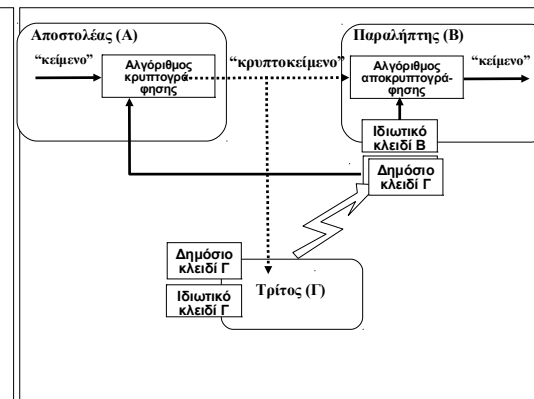 Αποστολέας (Α)
Παραλήπτης (Β)
“κείμενο”
Αλγόριθμος
κρυπτογρά-
φησης
“κρυπτοκείμενο”
Αλγόριθμος
αποκρυπτογρά-
φησης
“κείμενο”
Ιδιωτικό
κλειδί Β
Δημόσιο
κλειδί Γ
Δημόσιο
κλειδί Γ
Ιδιωτικό
κλειδί Γ
Τρίτος (Γ)